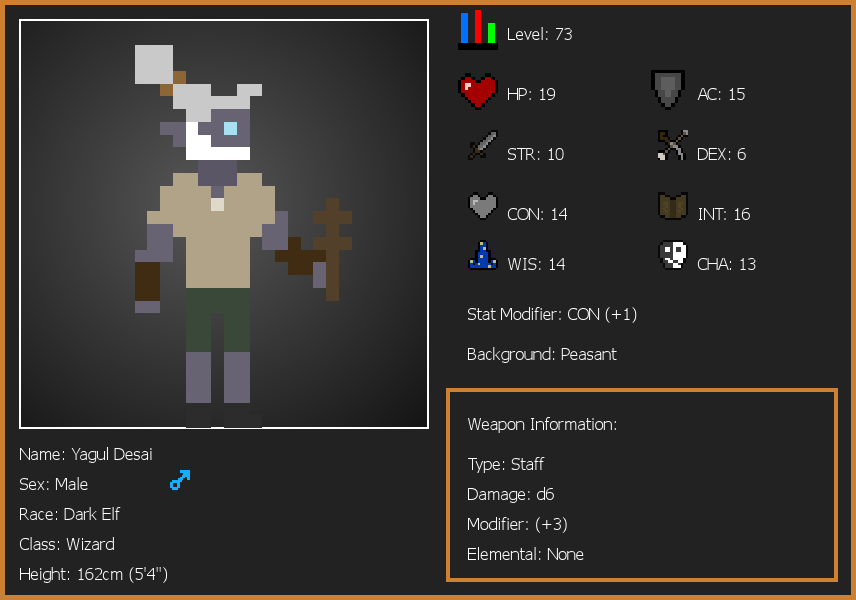 Level: 73
HP: 19
AC: 15
STR: 10
DEX: 6
CON: 14
INT: 16
WIS: 14
CHA: 13
Stat Modifier: CON (+1)
Background: Peasant
Name: Yagul Desai
Sex: Male
Race: Dark Elf
Class: Wizard
Height: 162cm (5'4")
Weapon Information:
Type: Staff
Damage: d6
Modifier: (+3)
Elemental: None